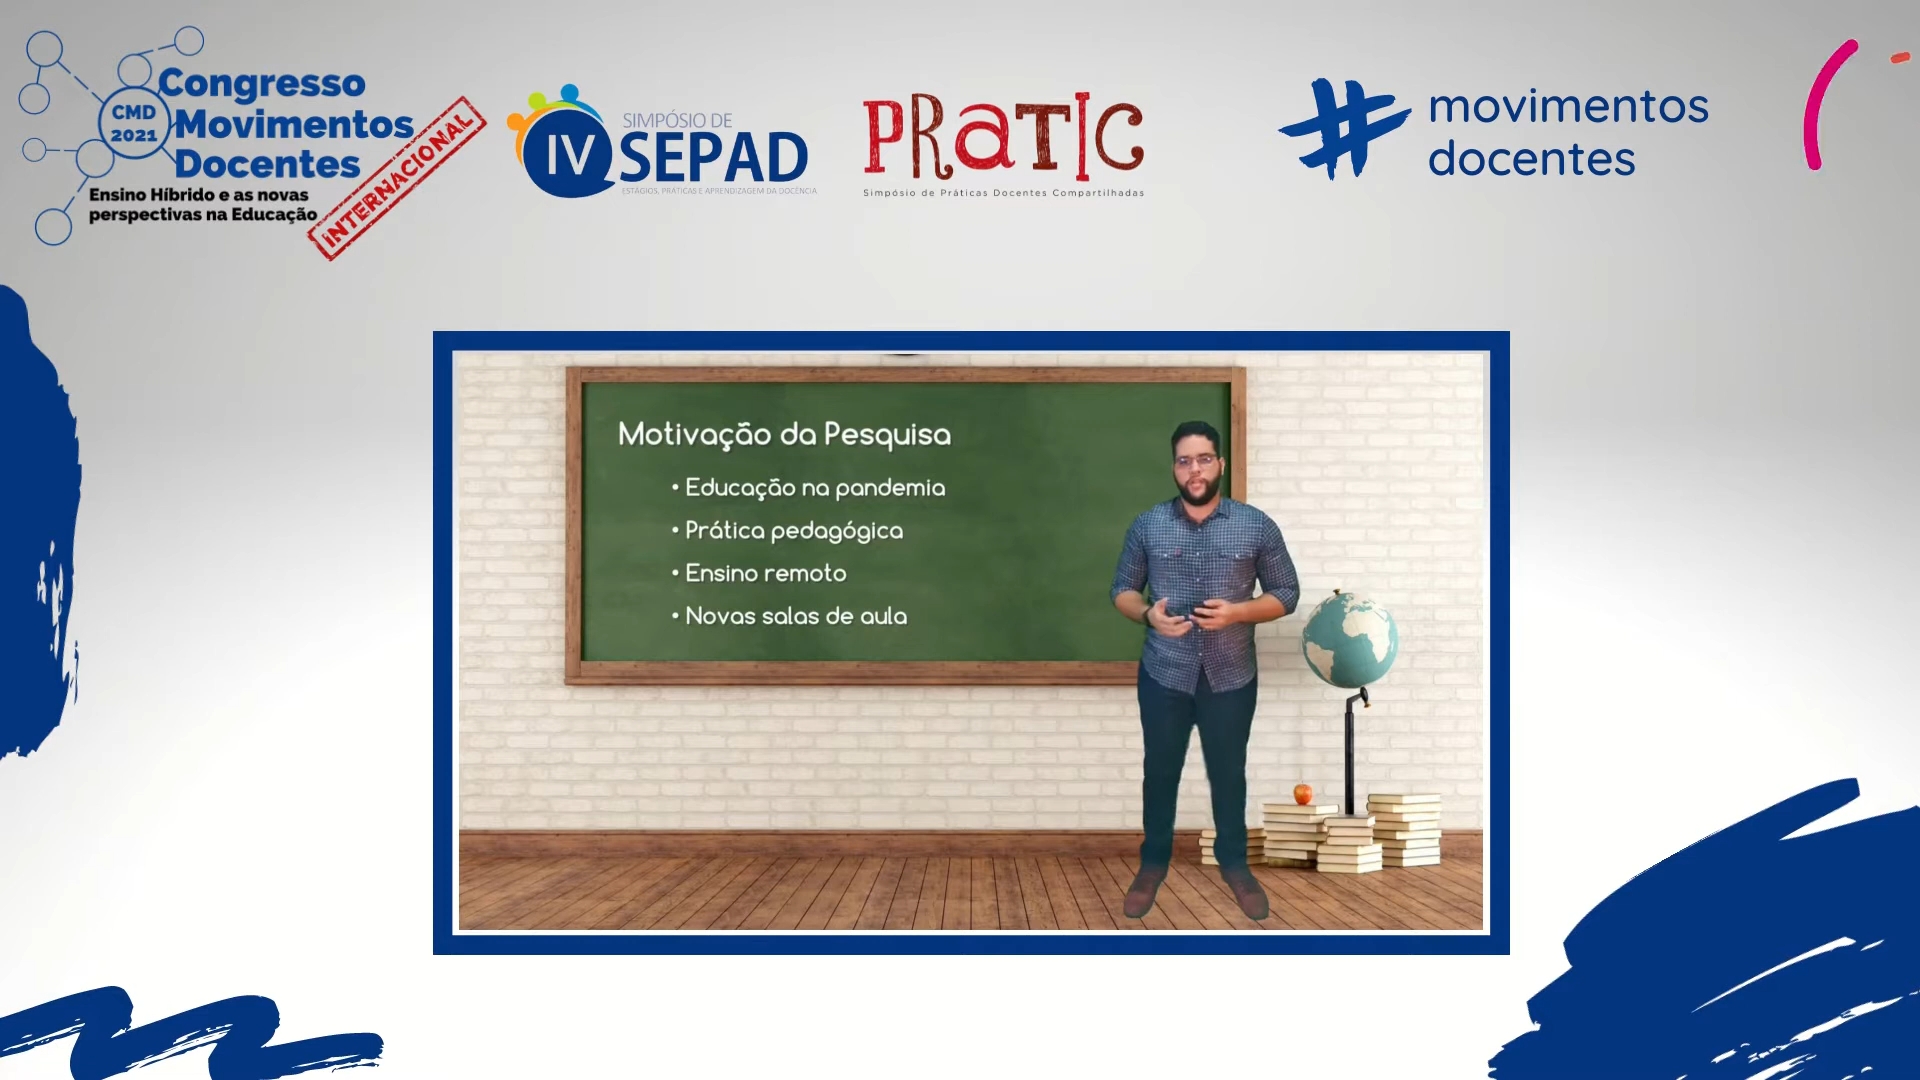 CMD
2021
Congresso
Movimentos
Docentes
Ensino Híbrido e as novas
perspectivas na Educação
INTERNACIONAL
IV
SIMPÓSIO DE
SEPAD
ESTÁGIOS, PRÁTICAS E APRENDIZAGEM DA DOCÊNCIA
PRATIC
Simpósio de Práticas Docentes Compartilhadas
# movimentos
docentes
Motivação da Pesquisa
• Educação na pandemia
• Prática pedagógica
• Ensino remoto
• Novas salas de aula